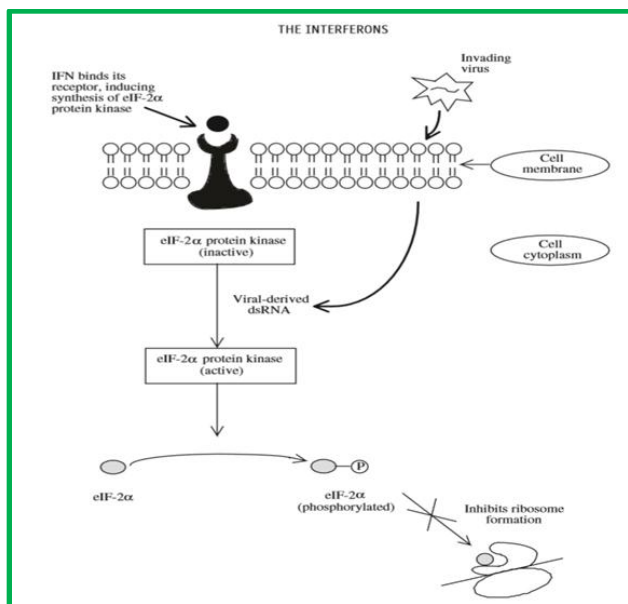 THE INTERFERONS
IFN binds its
receptor, inducing
synthesis of eIF-2α
protein kinase
Invading
virus
Cell
membrane
eIF-2α protein kinase
(inactive)
Cell
cytoplasm
Viral-derived
dsRNA
eIF-2α protein kinase
(active)
P
eIF-2α
eIF-2α
(phosphorylated)
Inhibits ribosome
formation